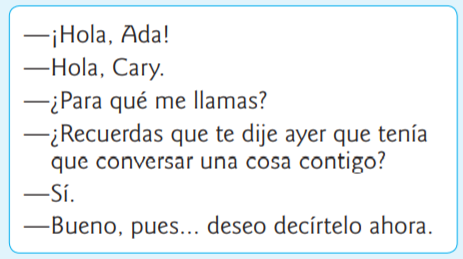 —¡Hola, Ada!
—Hola, Cary.
—¿Para qué me llamas?
—¿Recuerdas que te dije ayer que tenía
que conversar una cosa contigo?
—Sí.
—Bueno, pues... deseo decírtelo ahora.